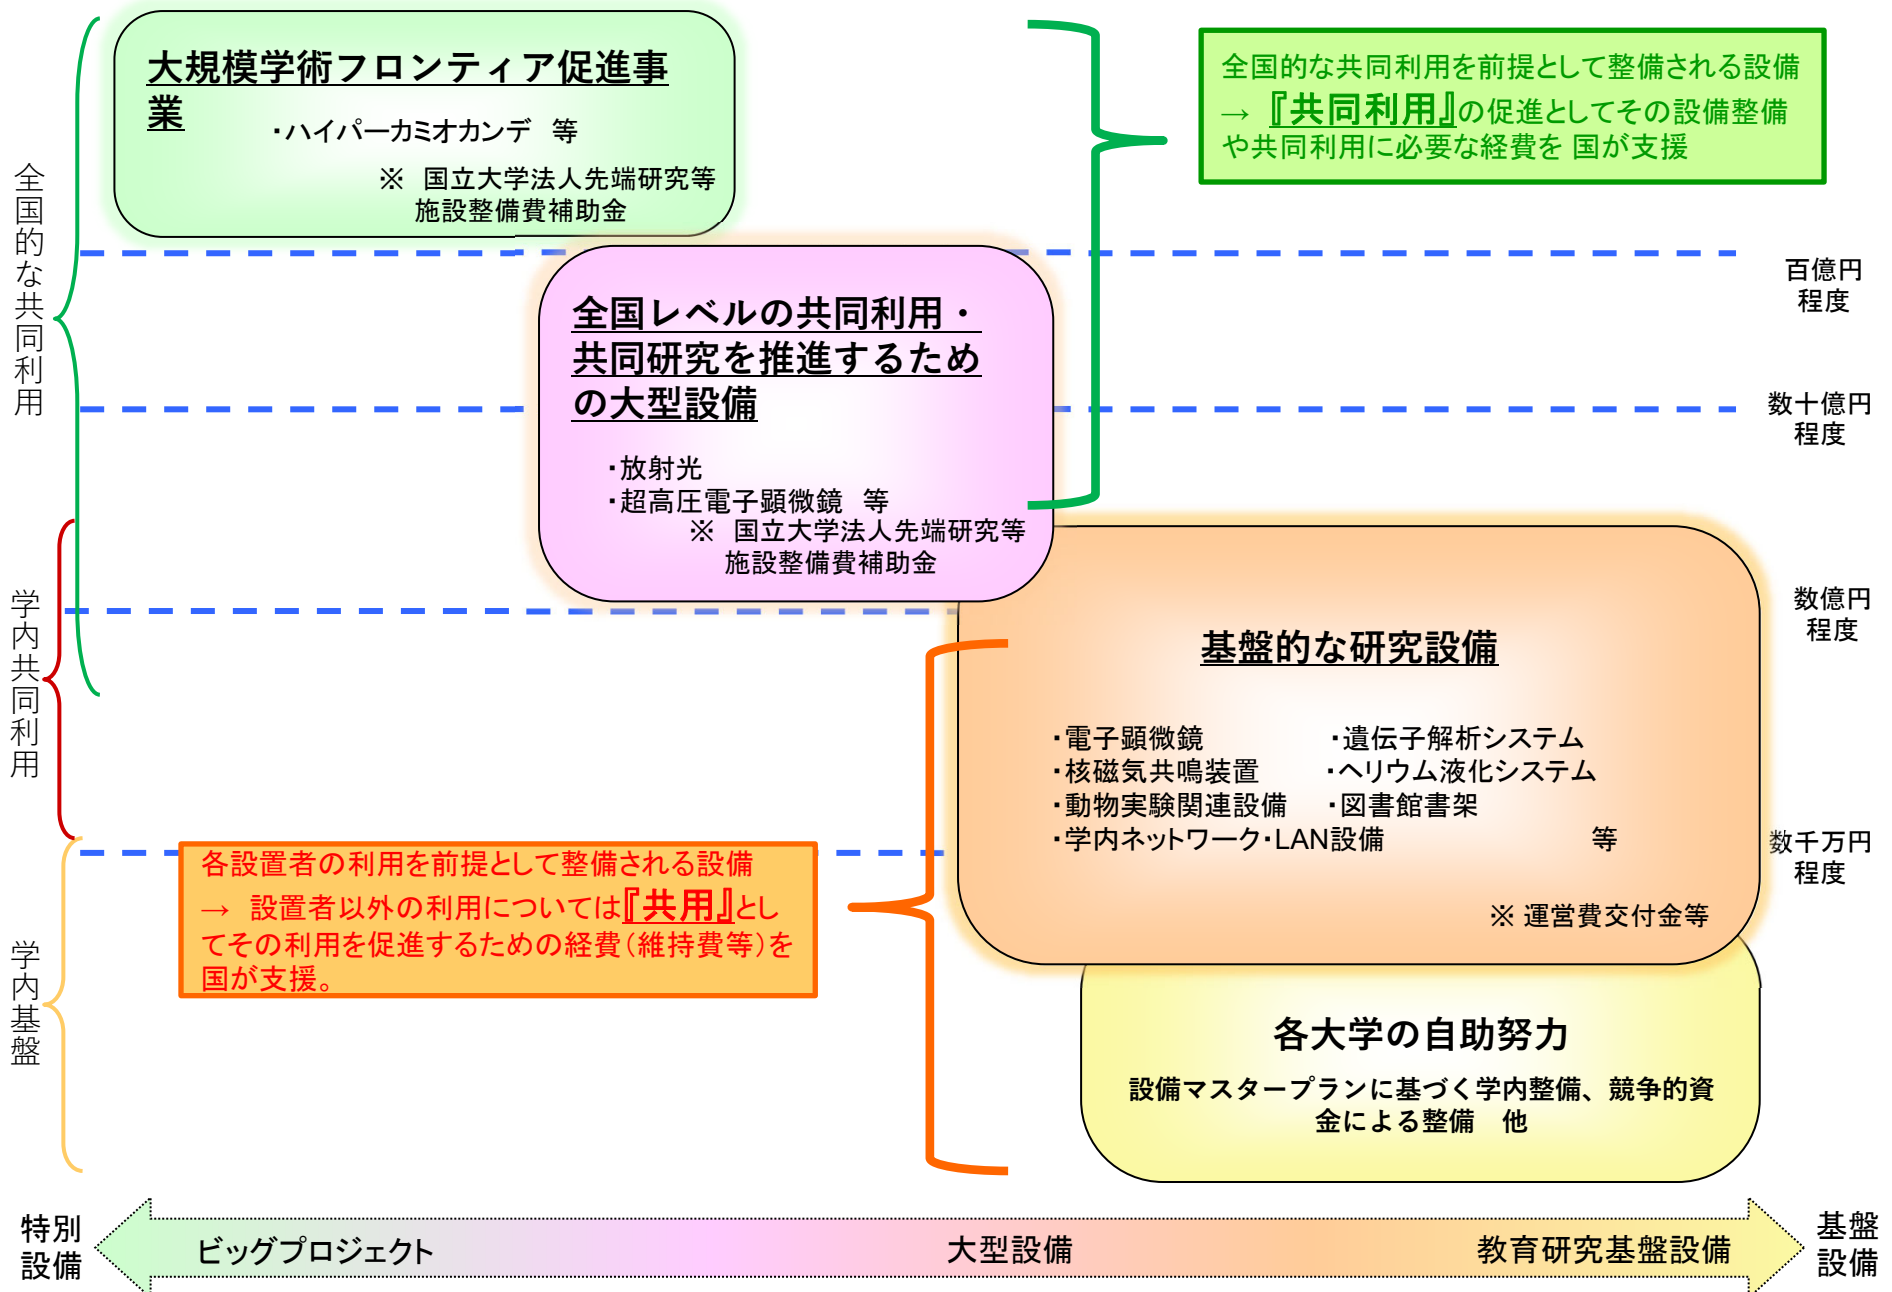 大規模学術フロンティア促進事
業
・ハイパーカミオカンデ　等
※　国立大学法人先端研究等
施設整備費補助金
全国的な共同利用を前提として整備される設備
→　『共同利用』の促進としてその設備整備
や共同利用に必要な経費を 国が支援
全国的な共同利用
百億円
程度
全国レベルの共同利用・
共同研究を推進するため
の大型設備
・放射光
・超高圧電子顕微鏡　等
※　国立大学法人先端研究等
施設整備費補助金
数十億円
程度
学内共同利用
数億円
程度
基盤的な研究設備
・電子顕微鏡　　　　・遺伝子解析システム
・核磁気共鳴装置　　・ヘリウム液化システム
・動物実験関連設備　・図書館書架
・学内ネットワーク・LAN設備　　　　　　　等
※ 運営費交付金等
数千万円
程度
各設置者の利用を前提として整備される設備
→　設置者以外の利用については『共用』とし
てその利用を促進するための経費（維持費等）を
国が支援。
学内基盤
各大学の自助努力
設備マスタープランに基づく学内整備、競争的資
金による整備　他
特別
設備
ビッグプロジェクト
大型設備
教育研究基盤設備
基盤
設備